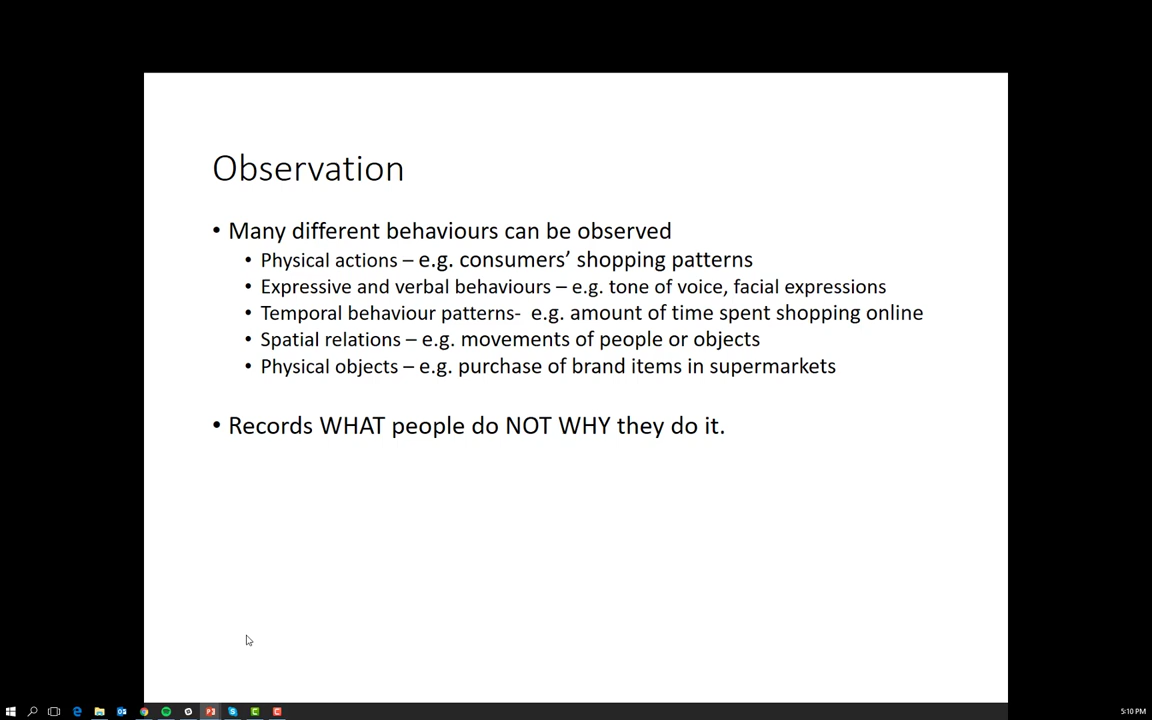 Observation
• Many different behaviours can be observed
• Physical actions – e.g. consumers’ shopping patterns
• Expressive and verbal behaviours – e.g. tone of voice, facial expressions
• Temporal behaviour patterns-  e.g. amount of time spent shopping online
• Spatial relations – e.g. movements of people or objects
• Physical objects – e.g. purchase of brand items in supermarkets
• Records WHAT people do NOT WHY they do it.
5:10 PM